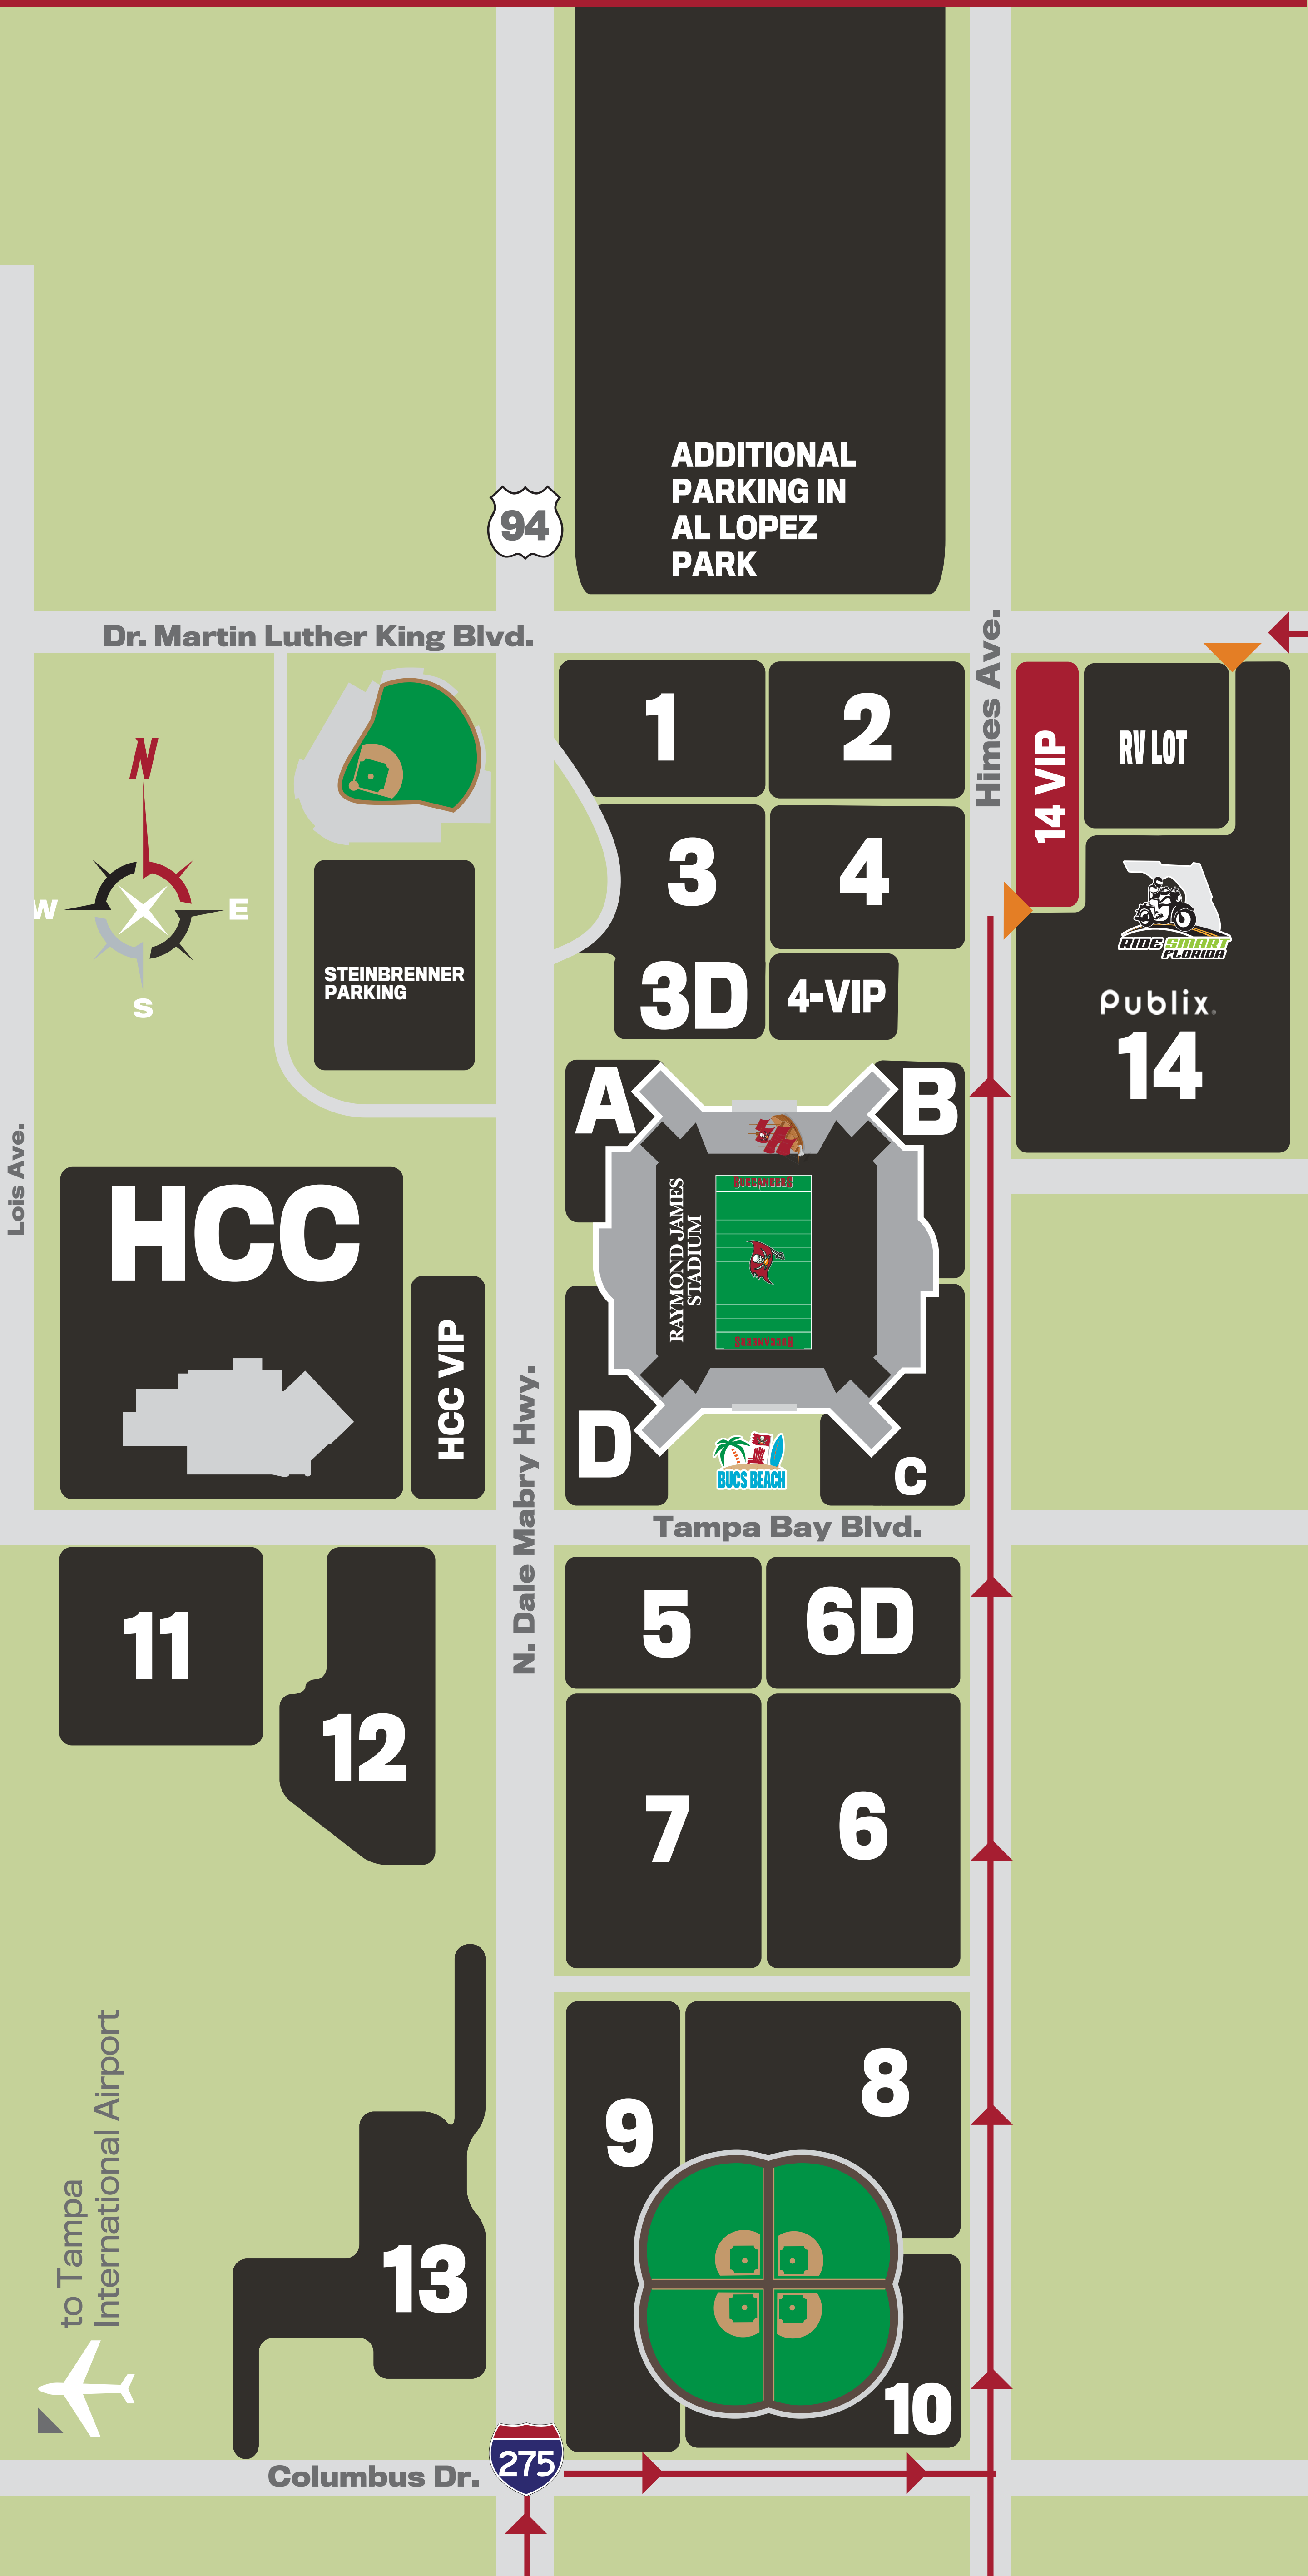 ADDITIONAL
PARKING IN
AL LOPEZ
PARK
94
Dr. Martin Luther King Blvd.
Himes Ave.
1
2
14 VIP
RV LOT
N
W
E
S
3
4
RIDE SMART
FLORIDA
STEINBRENNER
PARKING
3D
4-VIP
Publix.
14
A
B
Lois Ave.
HCC
HCC VIP
RAYMOND JAMES
STADIUM
BUCCANEERS
BUCCANEERS
D
BUCS BEACH
C
N. Dale Mabry Hwy.
Tampa Bay Blvd.
11
12
5
6D
7
6
to Tampa
International Airport
13
9
8
10
Columbus Dr.
275